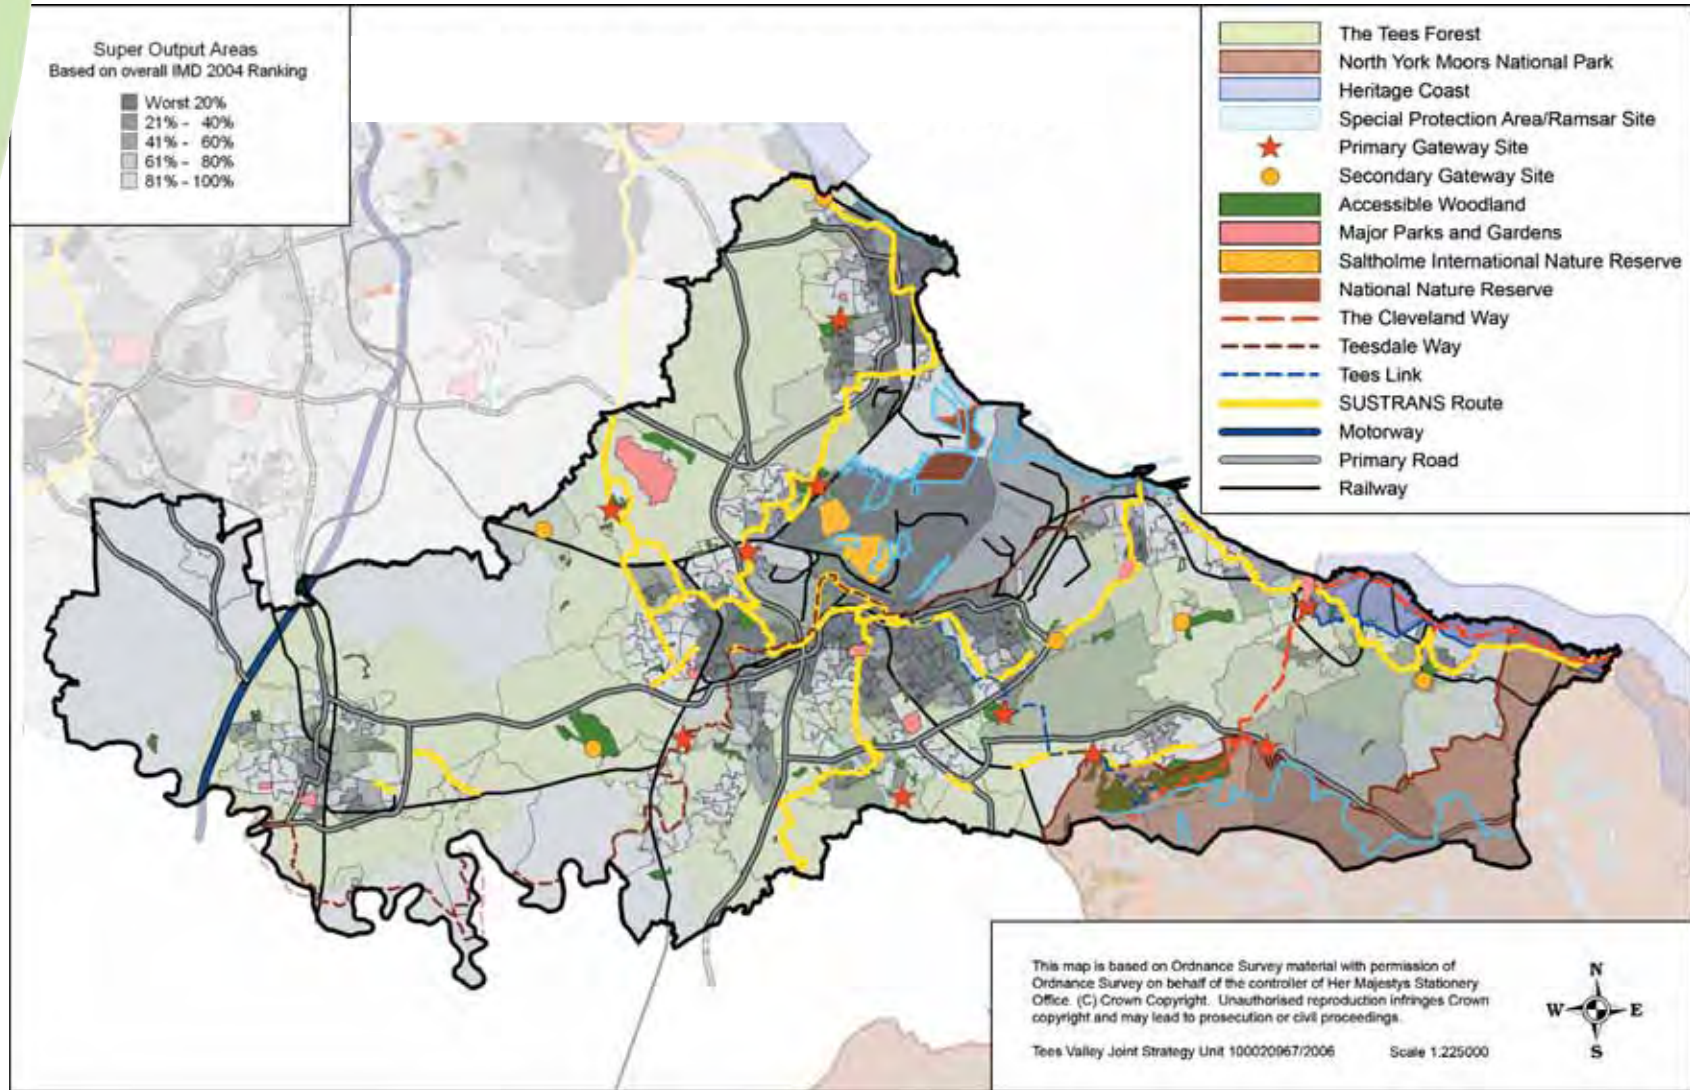 Super Output Areas
Based on overall IMD 2004 Ranking
Worst 20%
21% - 40%
41% - 60%
61% - 80%
81% - 100%
The Tees Forest
North York Moors National Park
Heritage Coast
Special Protection Area/Ramsar Site
Primary Gateway Site
Secondary Gateway Site
Accessible Woodland
Major Parks and Gardens
Saltholme International Nature Reserve
National Nature Reserve
The Cleveland Way
Teesdale Way
Tees Link
SUSTRANS Route
Motorway
Primary Road
Railway
This map is based on Ordnance Survey material with permission of
Ordnance Survey on behalf of the controller of Her Majestys Stationery
Office. (C) Crown Copyright. Unauthorised reproduction infringes Crown
copyright and may lead to prosecution or civil proceedings.
Tees Valley Joint Strategy Unit 100020967/2006 Scale 1:225000
N
W E
S